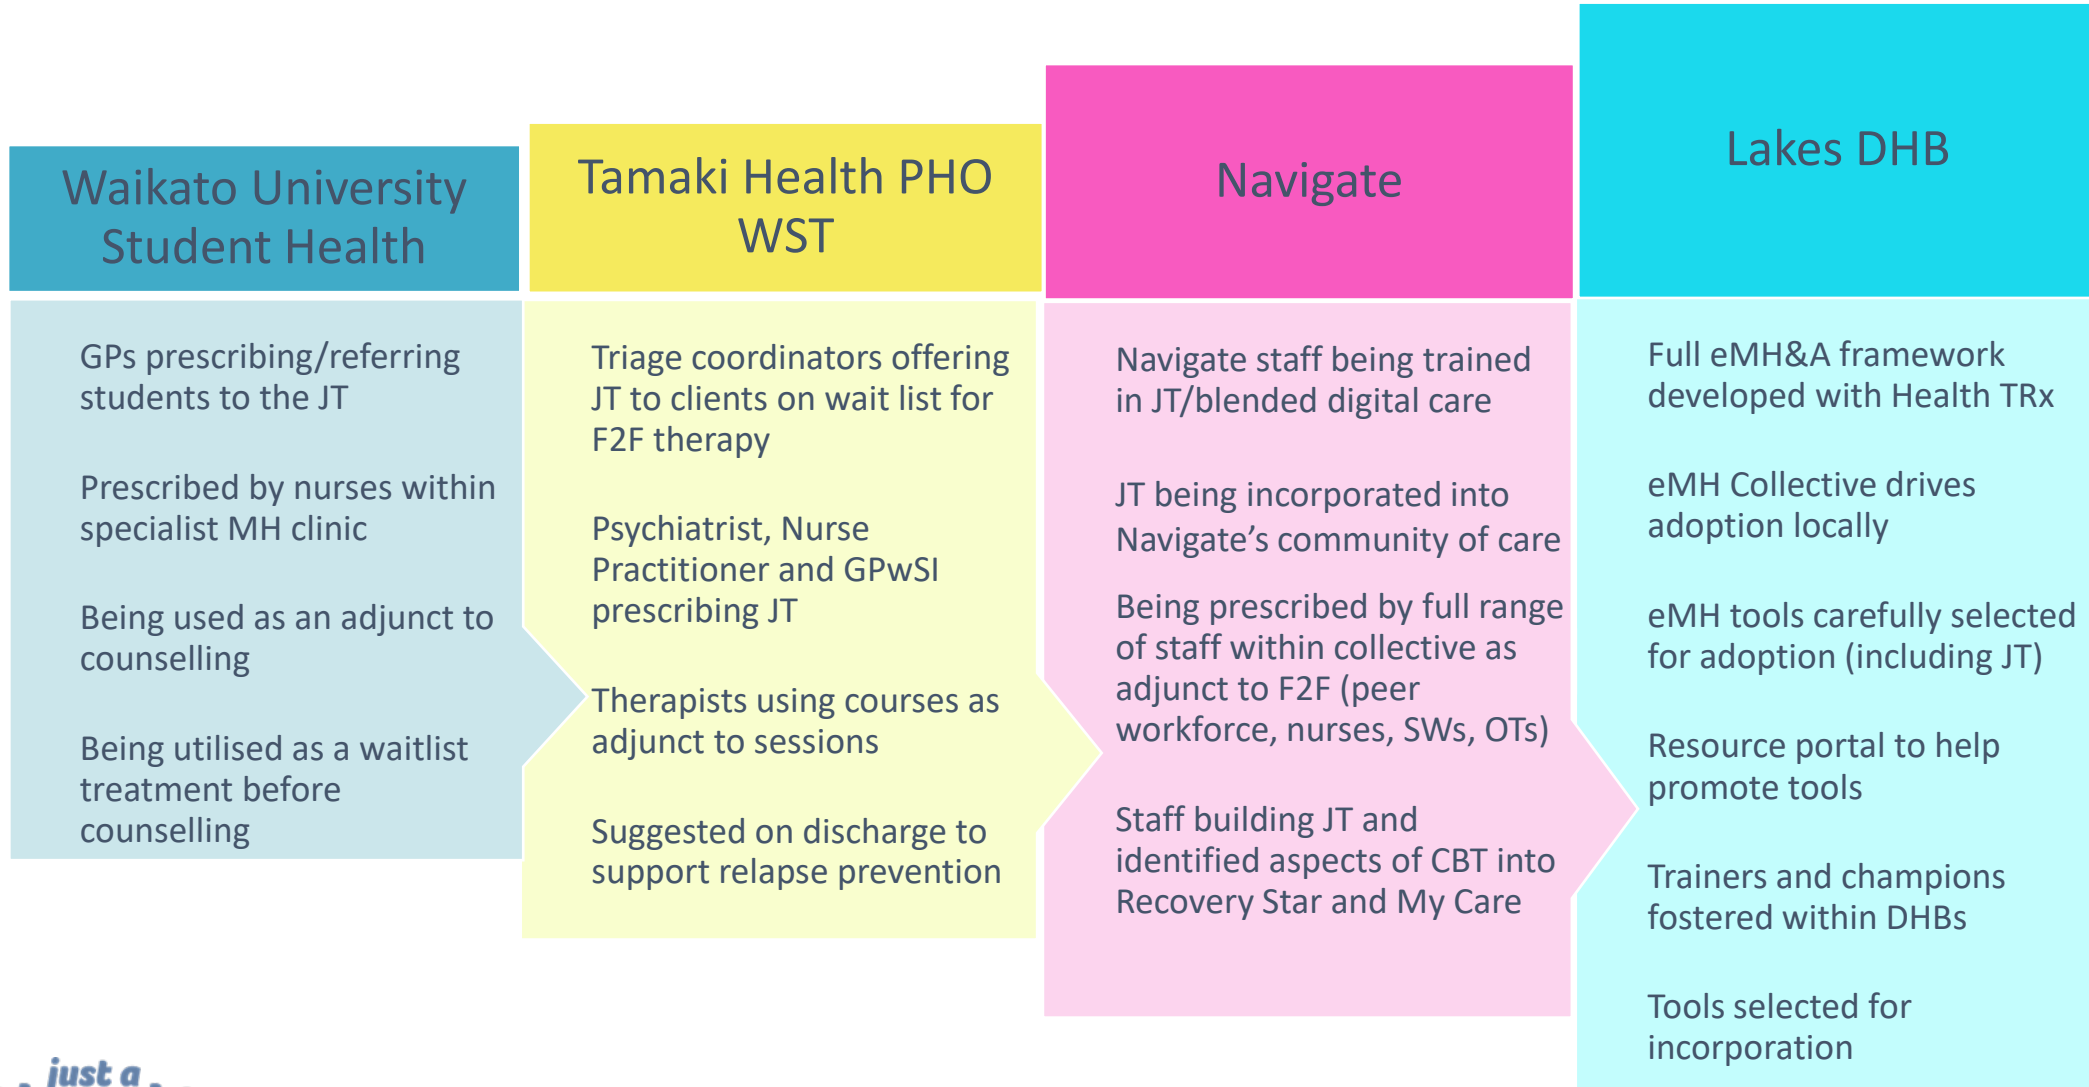 Waikato University
Student Health
GPs prescribing/referring
students to the JT
Prescribed by nurses within
specialist MH clinic
Being used as an adjunct to
counselling
Being utilised as a waitlist
treatment before
counselling
Tamaki Health PHO
WST
Triage coordinators offering
JT to clients on wait list for
F2F therapy
Psychiatrist, Nurse
Practitioner and GPwSI
prescribing JT
Therapists using courses as
adjunct to sessions
Suggested on discharge to
support relapse prevention
Navigate
Navigate staff being trained
in JT/blended digital care
JT being incorporated into
Navigate’s community of care
Being prescribed by full range
of staff within collective as
adjunct to F2F (peer
workforce, nurses, SWs, OTs)
Staff building JT and
identified aspects of CBT into
Recovery Star and My Care
Lakes DHB
Full eMH&A framework
developed with Health TRx
eMH Collective drives
adoption locally
eMH tools carefully selected
for adoption (including JT)
Resource portal to help
promote tools
Trainers and champions
fostered within DHBs
Tools selected for
incorporation
just a